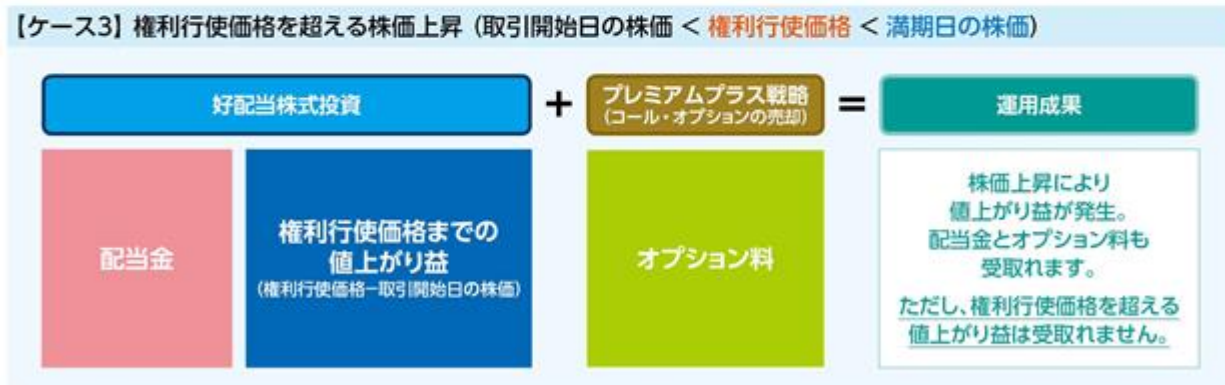 【ケース3】権利行使価格を超える株価上昇（取引開始日の株価 < 権利行使価格 < 満期日の株価）
好配当株式投資
+
プレミアムプラス戦略
（コール・オプションの売却）
=
運用成果
配当金
権利行使価格までの
値上がり益
（権利行使価格－取引開始日の株価）
オプション料
株価上昇により
値上がり益が発生。
配当金とオプション料も
受取れます。
ただし、権利行使価格を超える
値上がり益は受取れません。